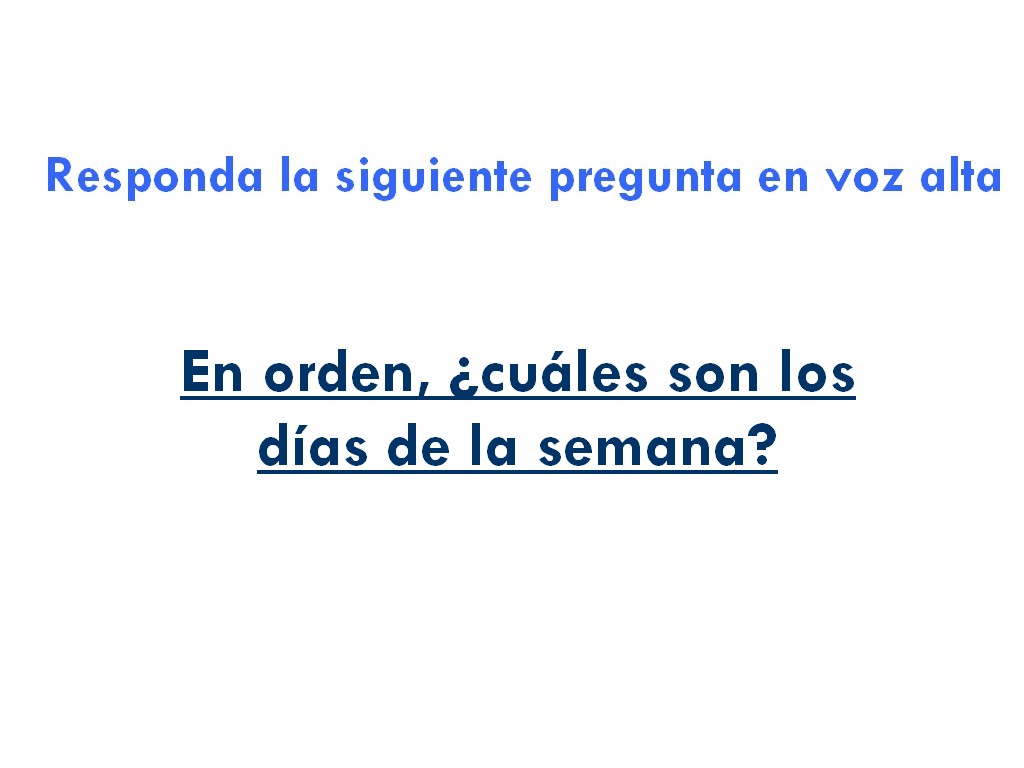 Responda la siguiente pregunta en voz alta
En orden, ¿cuáles son los
días de la semana?